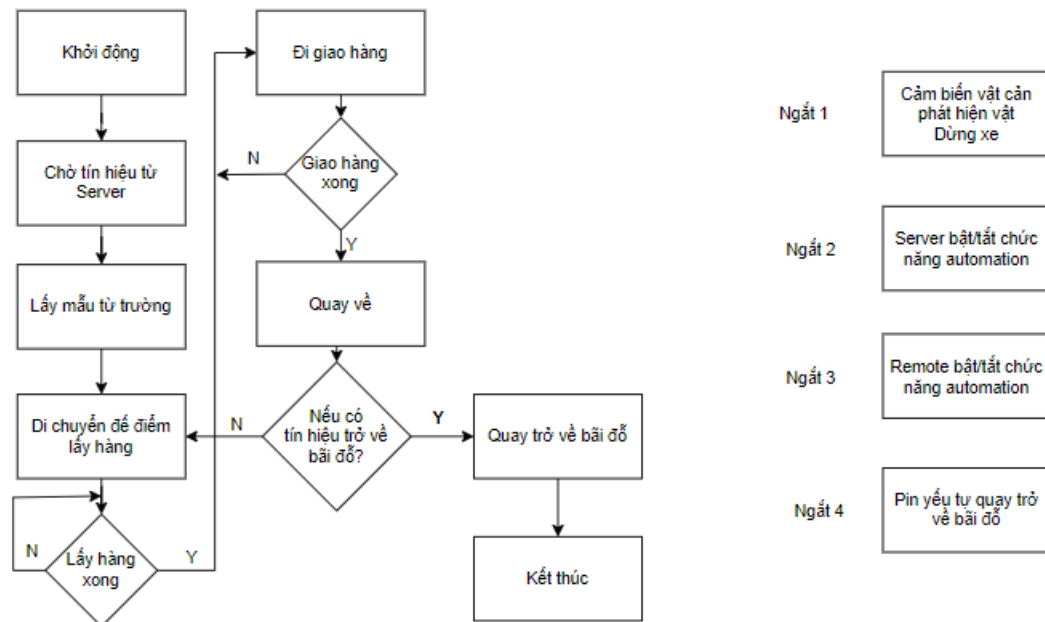 Khởi động
Chờ tín hiệu từ
Server
Lấy mẫu từ trường
Di chuyển đế điểm
lấy hàng
N
Lấy hàng
xong
Y
Đi giao hàng
N
Giao hàng
xong
Y
Quay về
N
Nếu có
tín hiệu trở về
bãi đỗ?
Y
Quay trở về bãi đỗ
Kết thúc
Ngắt 1
Cảm biến vật cản
phát hiện vật
Dừng xe
Ngắt 2
Server bật/tắt chức
năng automation
Ngắt 3
Remote bật/tắt chức
năng automation
Ngắt 4
Pin yếu tự quay trở
về bãi đỗ